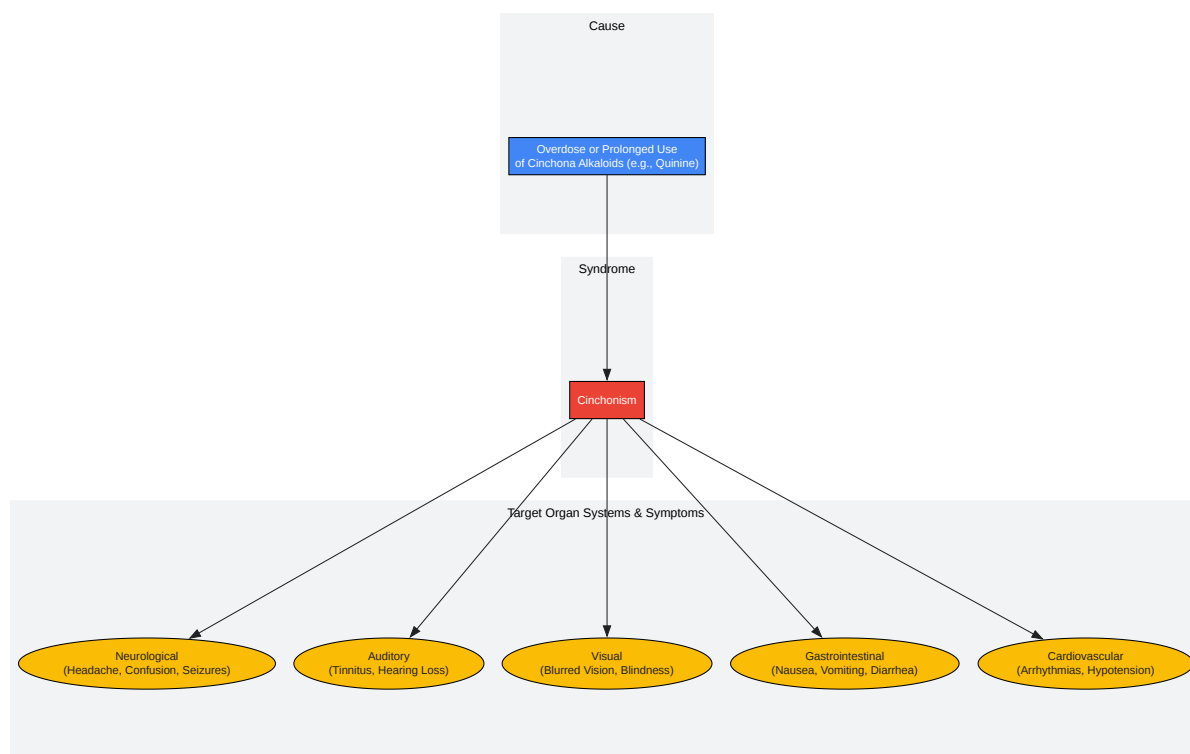 Cause
Overdose or Prolonged Use
of Cinchona Alkaloids (e.g., Quinine)
Syndrome
Cinchonism
Target Organ Systems & Symptoms
Neurological
(Headache, Confusion, Seizures)
Auditory
(Tinnitus, Hearing Loss)
Visual
(Blurred Vision, Blindness)
Gastrointestinal
(Nausea, Vomiting, Diarrhea)
Cardiovascular
(Arrhythmias, Hypotension)